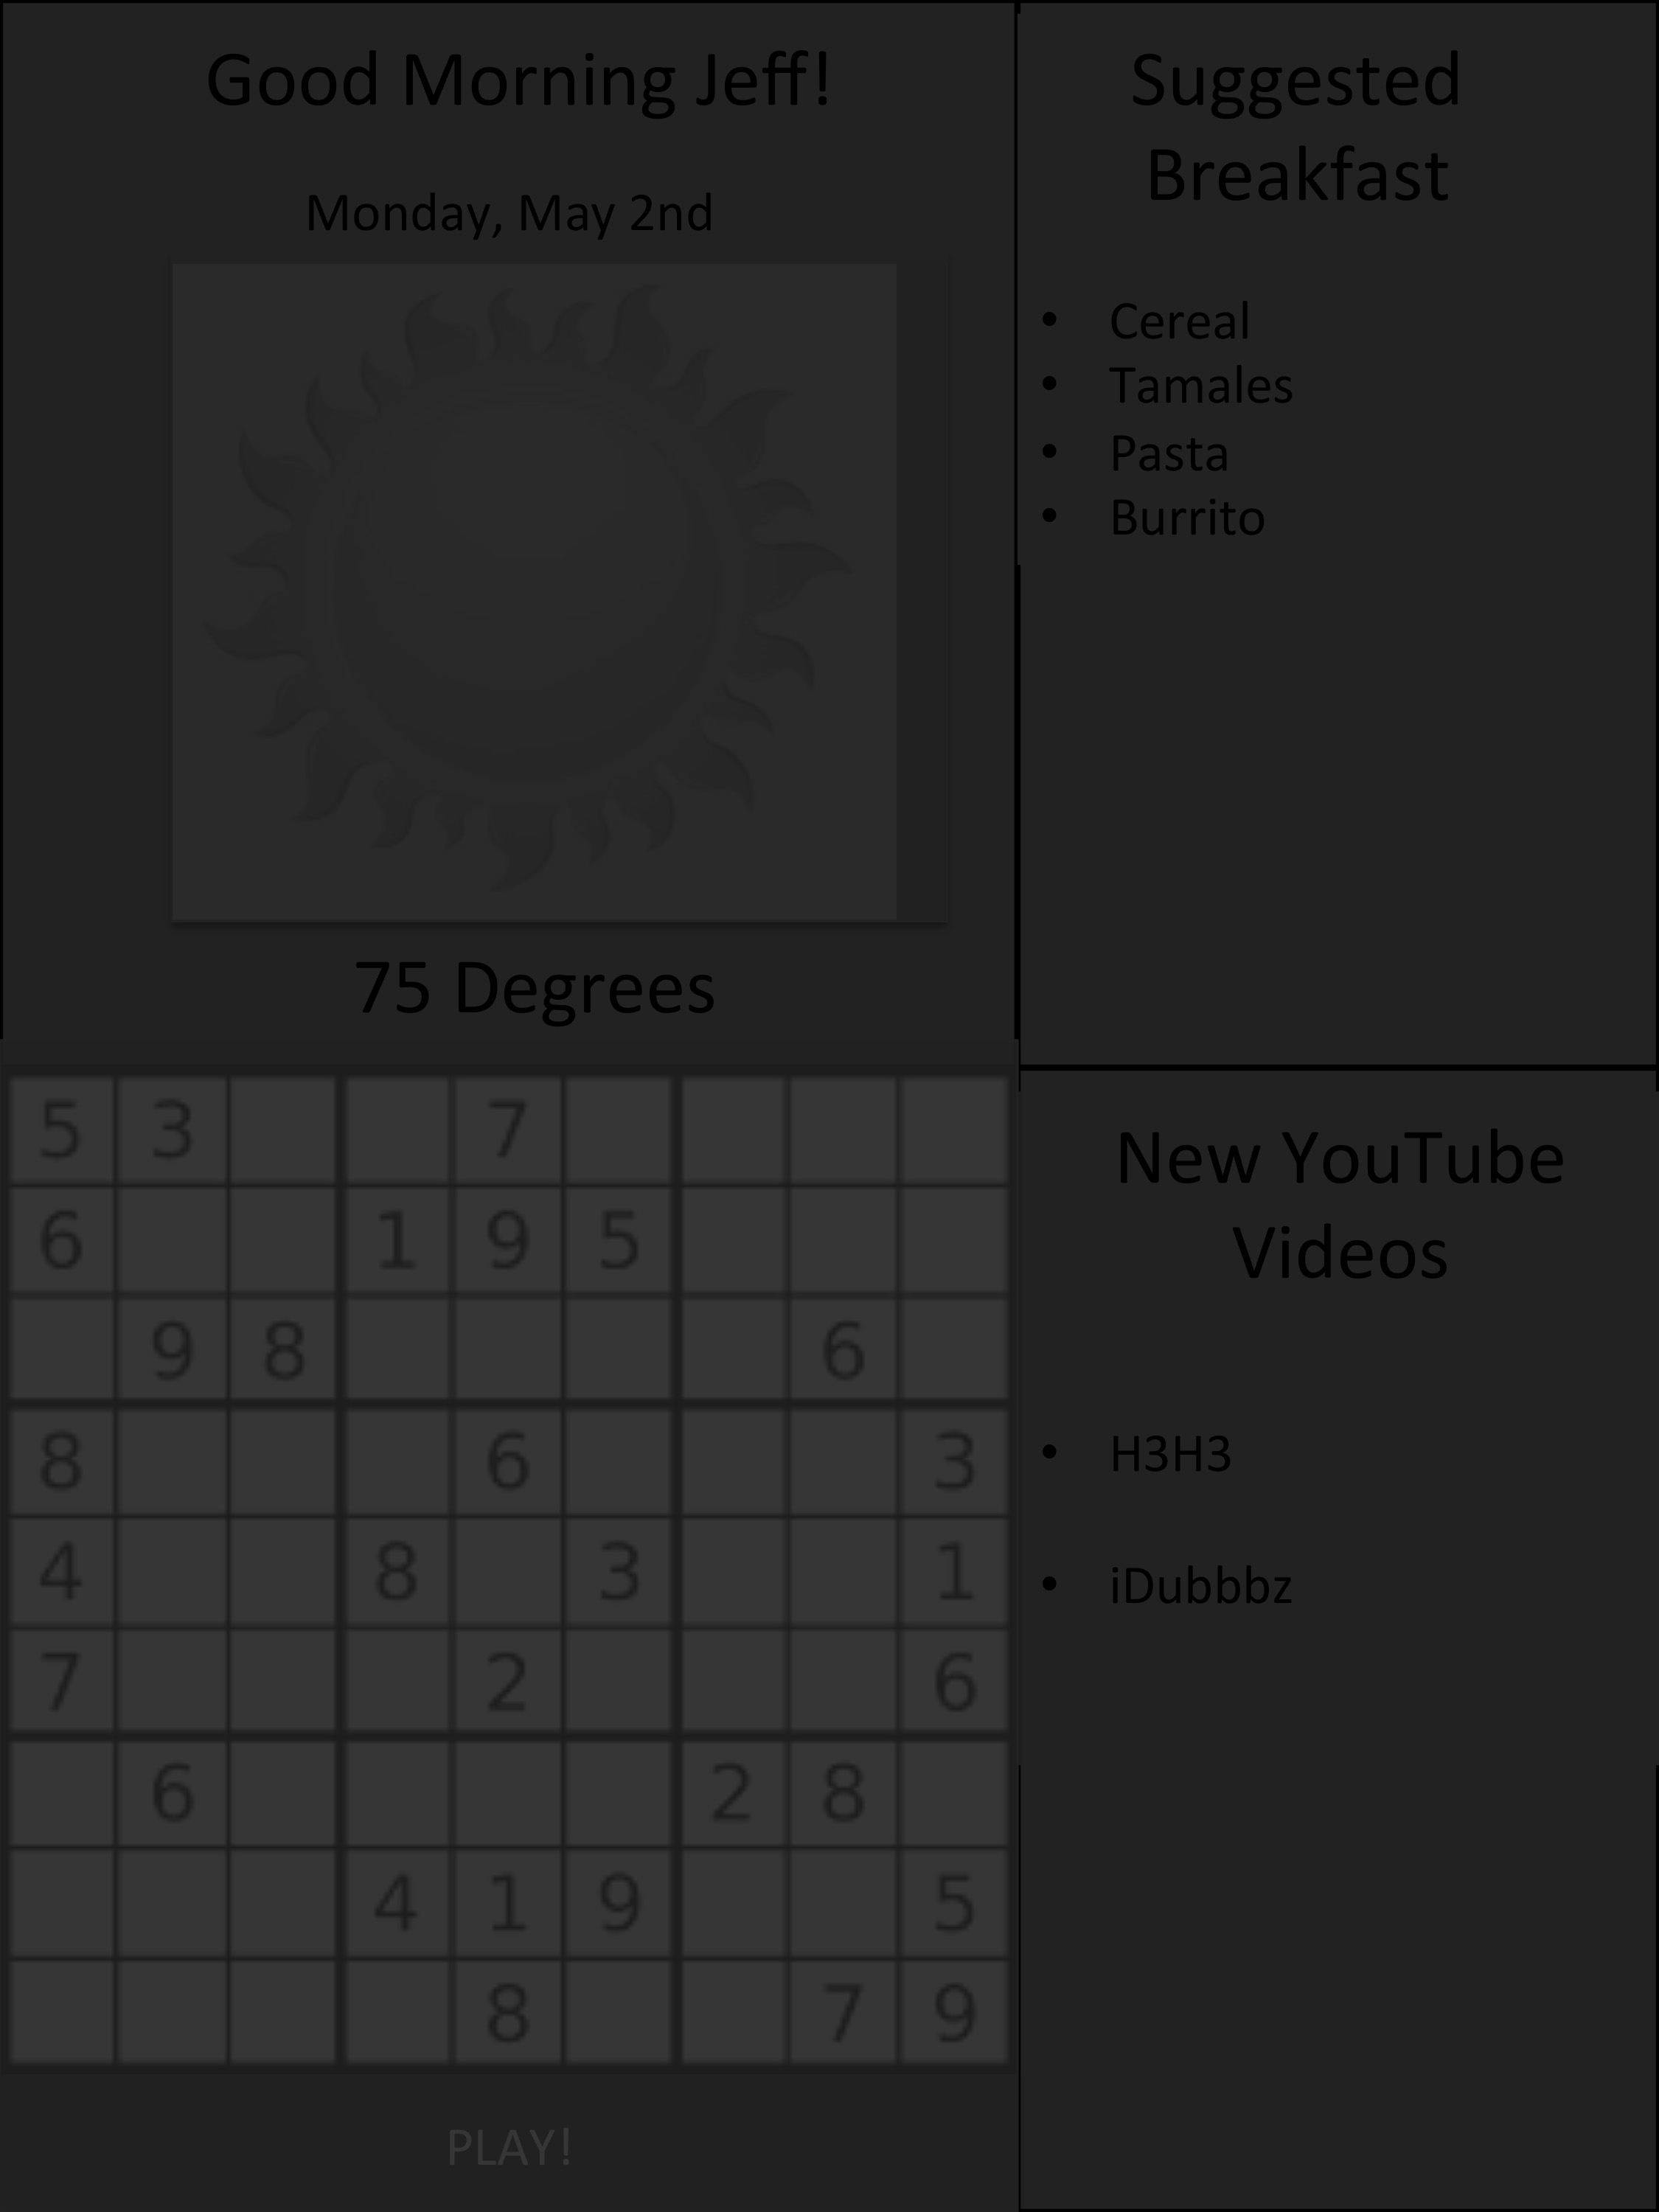 Good Morning Jeff!
Monday, May 2nd
75 Degrees
Suggested
Breakfast
• Cereal
• Tamales
• Pasta
• Burrito
5 3 7
6 1 9 5
9 8 6
8 6 3
4 8 3 1
7 2 6
6 2 8
4 1 9 5
8 7 9
PLAY!
New YouTube
Videos
• H3H3
• iDubbbz